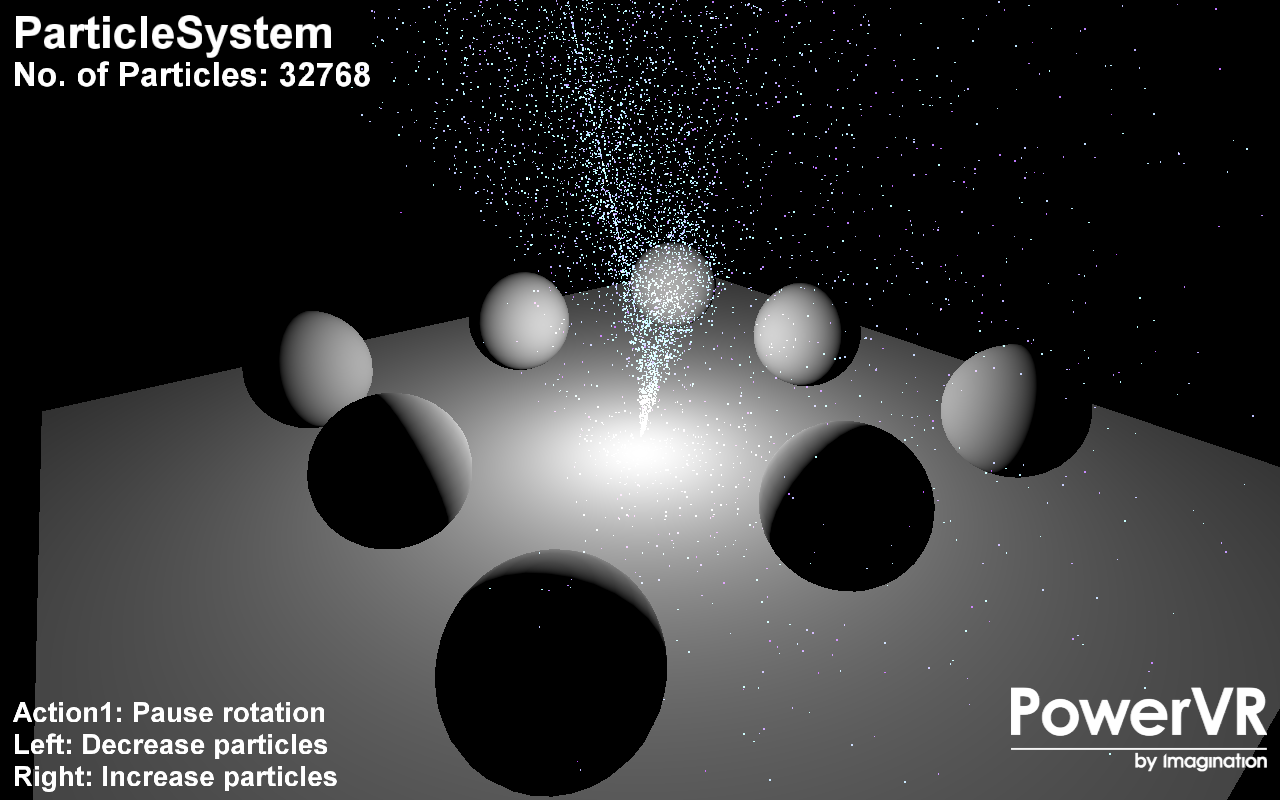 ParticleSystem
No. of Particles: 32768
Action1: Pause rotation
Left: Decrease particles
Right: Increase particles
PowerVR
by Imagination